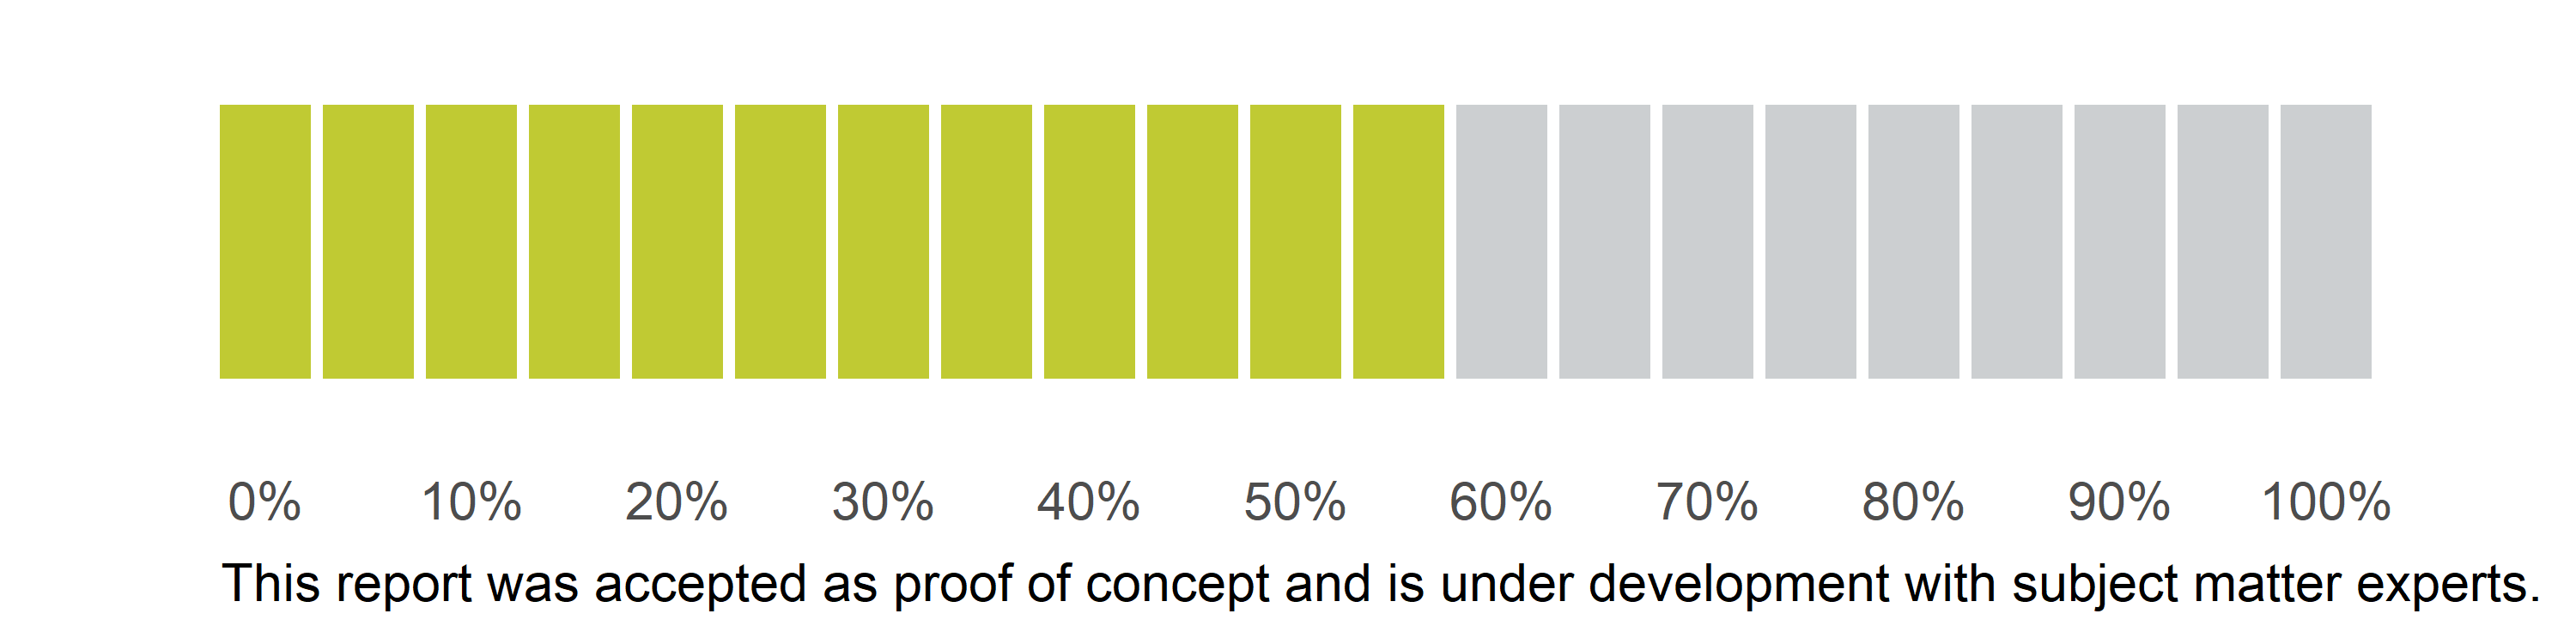 0% 10% 20% 30% 40% 50% 60% 70% 80% 90% 100%
This report was accepted as proof of concept and is under development with subject matter experts.